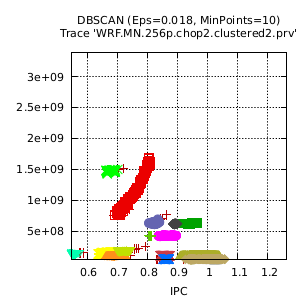 DBSCAN (Eps=0.018, MinPoints=10)
Trace 'WRF.MN.256p.chop2.clustered2.prv'
3e+09
2.5e+09
2e+09
1.5e+09
1e+09
5e+08
0.6 0.7 0.8 0.9 1 1.1 1.2
IPC